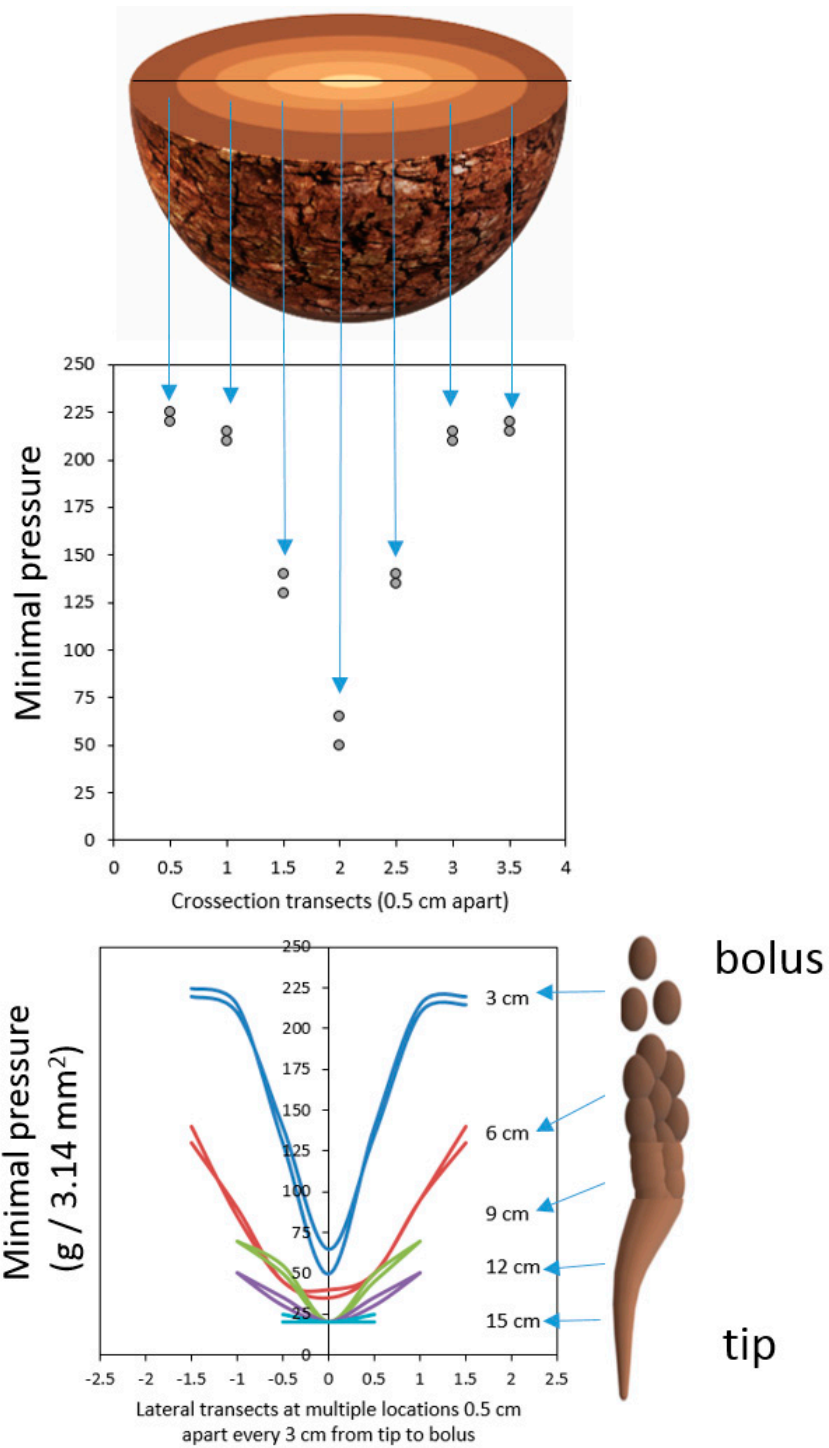 250
225
200
175
150
125
100
75
50
25
0
Minimal pressure
0 0.5 1 1.5 2 2.5 3 3.5 4
Crossection transects (0.5 cm apart)
bolus
250
225
200
175
150
125
100
75
50
25
0
Minimal pressure
(g / 3.14 mm²)
3 cm
6 cm
9 cm
12 cm
15 cm
tip
-2.5 -2 -1.5 -1 -0.5 0 0.5 1 1.5 2 2.5
Lateral transects at multiple locations 0.5 cm
apart every 3 cm from tip to bolus